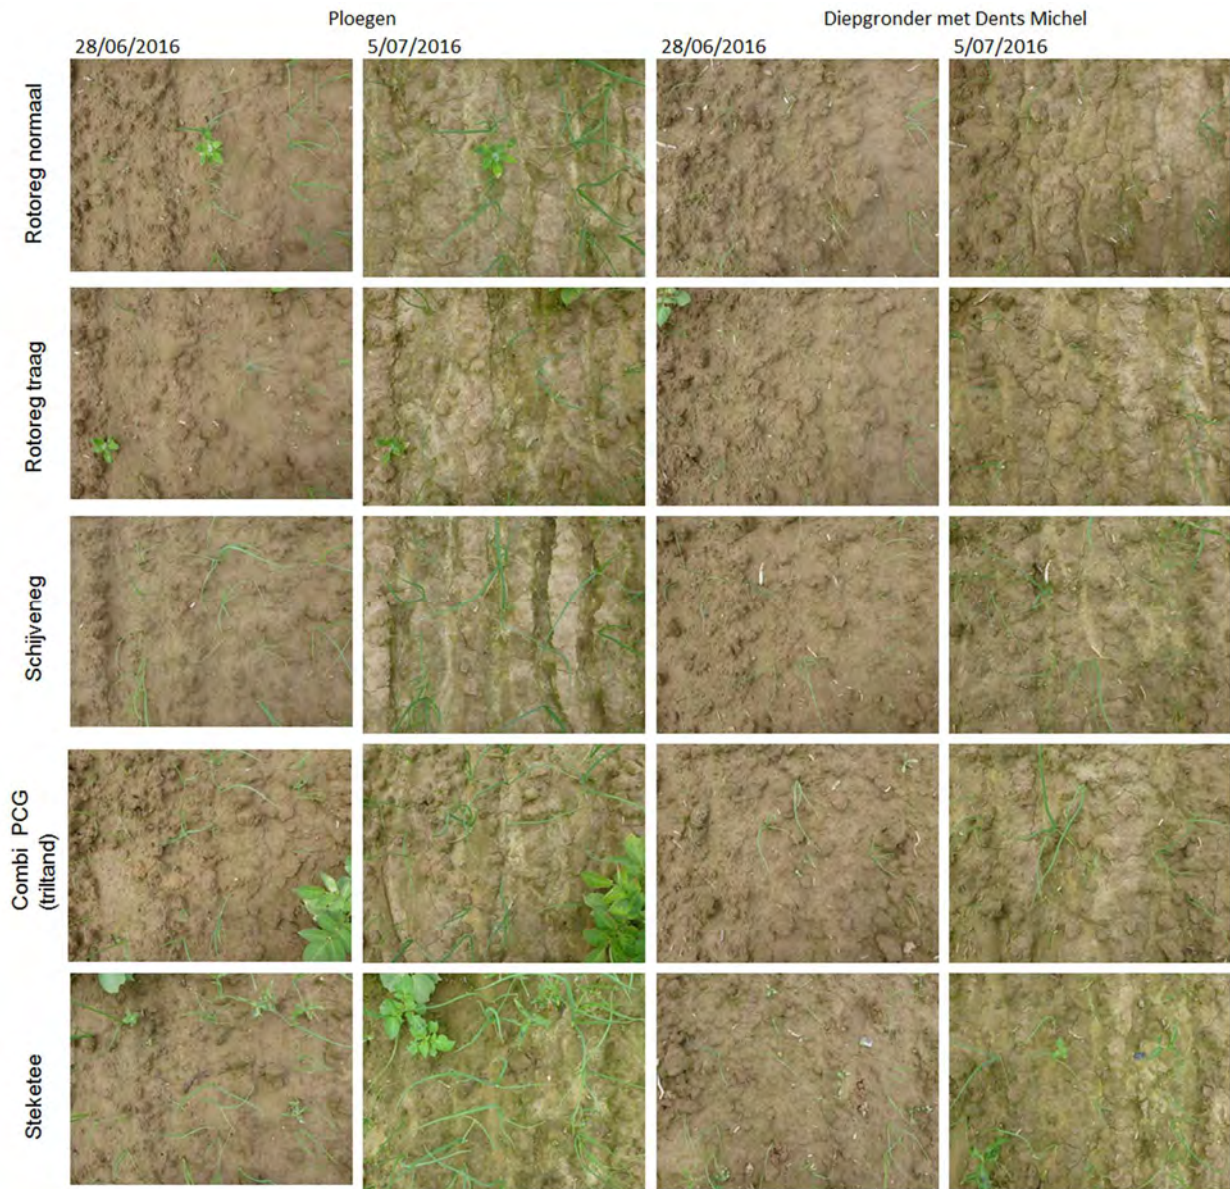 Ploegen
Diepgronder met Dents Michel
28/06/2016
5/07/2016
28/06/2016
5/07/2016
Rotoreg normaal
Rotoreg traag
Schijveneg
Combi PCG
(triltand)
Steketee